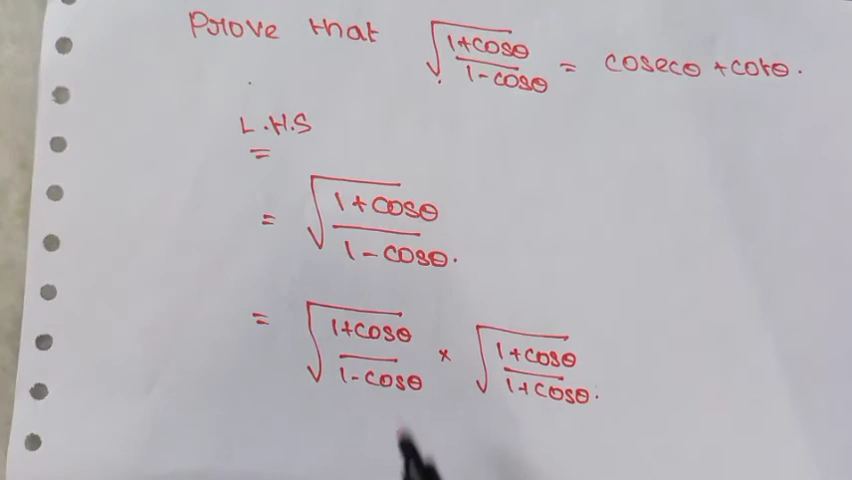 Prove that √(1+cosθ / 1-cosθ) = cosecθ + cotθ.
L.H.S
= √(1+cosθ / 1-cosθ).
= √(1+cosθ / 1-cosθ) × √(1+cosθ / 1+cosθ).